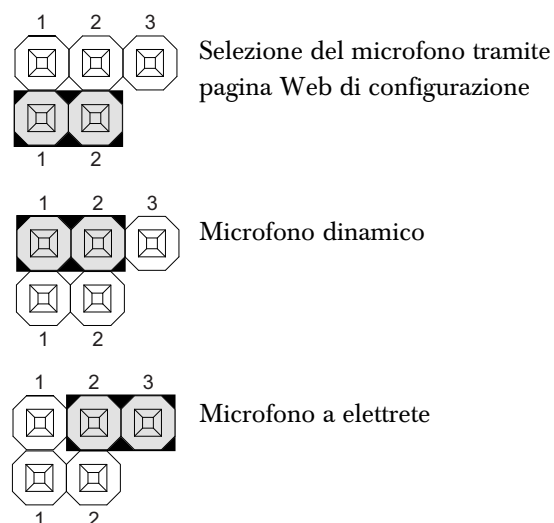 1 2 3
Selezione del microfono tramite
pagina Web di configurazione
1 2
1 2 3
Microfono dinamico
1 2
1 2 3
Microfono a elettrete
1 2